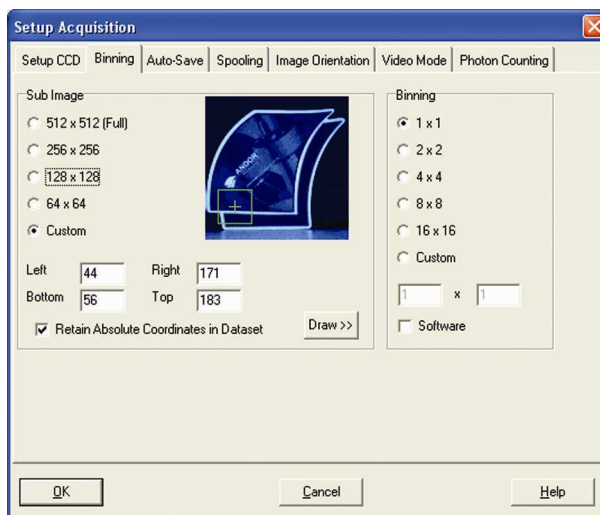 Setup Acquisition
Setup CCD Binning Auto-Save Spooling Image Orientation Video Mode Photon Counting
Sub Image
512 x 512 (Full)
256 x 256
128 x 128
64 x 64
Custom
ANDOR
Left 44 Right 171
Bottom 56 Top 183
Retain Absolute Coordinates in Dataset
Draw >>
Binning
1 x 1
2 x 2
4 x 4
8 x 8
16 x 16
Custom
1 x 1
Software
OK Cancel Help